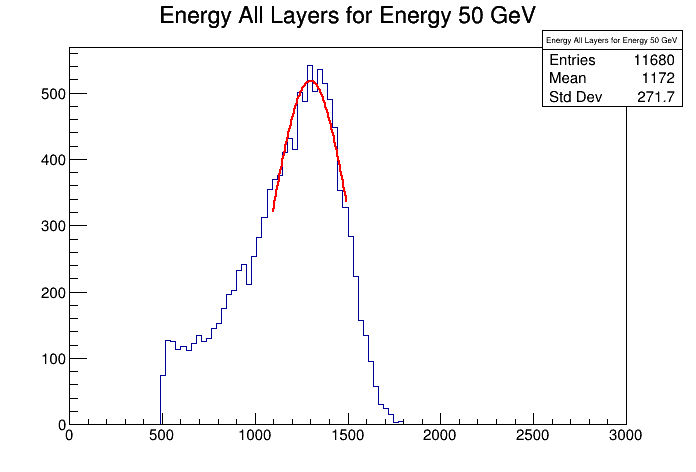 Energy All Layers for Energy 50 GeV
Energy All Layers for Energy 50 GeV
Entries 11680
Mean 1172
Std Dev 271.7
500
400
300
200
100
0
0 500 1000 1500 2000 2500 3000